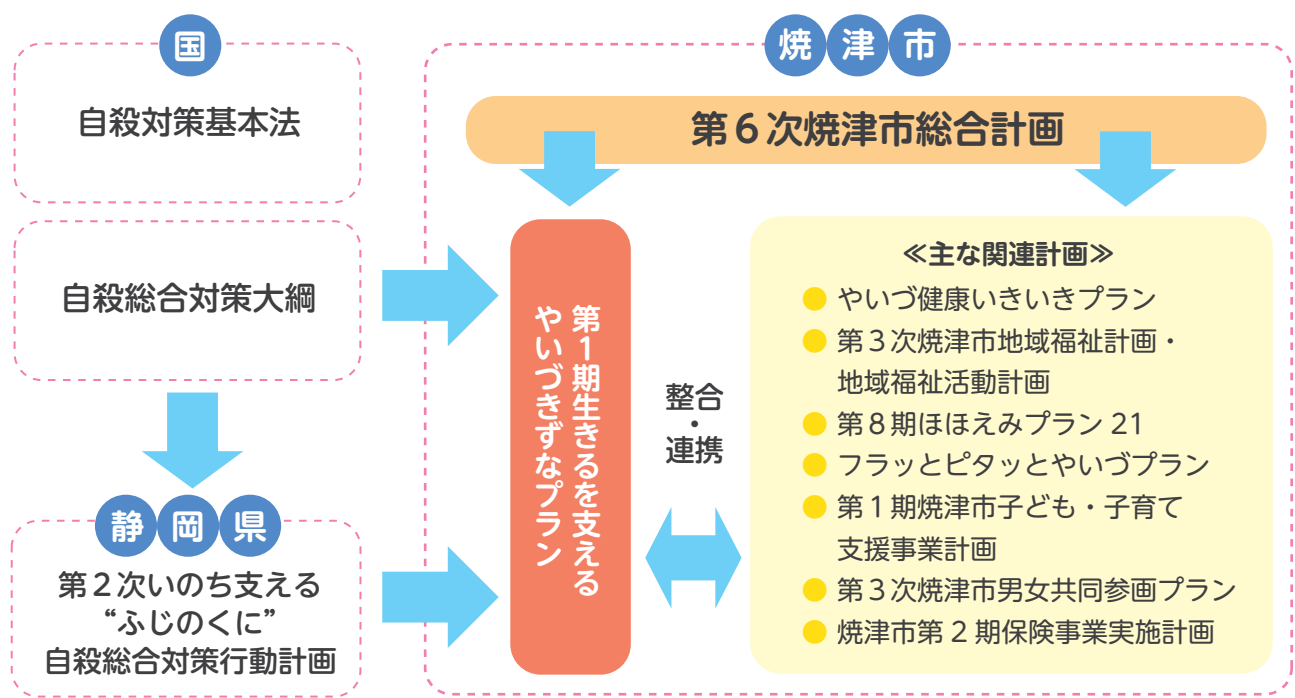 国
自殺対策基本法
自殺総合対策大綱
静岡県
第2次いのち支える
“ふじのくに”
自殺総合対策行動計画
焼津市
第6次焼津市総合計画
第1期生きるを支える
やいづきずなプラン
整合
・
連携
≪主な関連計画≫
● やいづ健康いきいきプラン
● 第3次焼津市地域福祉計画・
地域福祉活動計画
● 第8期ほほえみプラン 21
● フラッとピタッとやいづプラン
● 第1期焼津市子ども・子育て
支援事業計画
● 第3次焼津市男女共同参画プラン
● 焼津市第2期保険事業実施計画